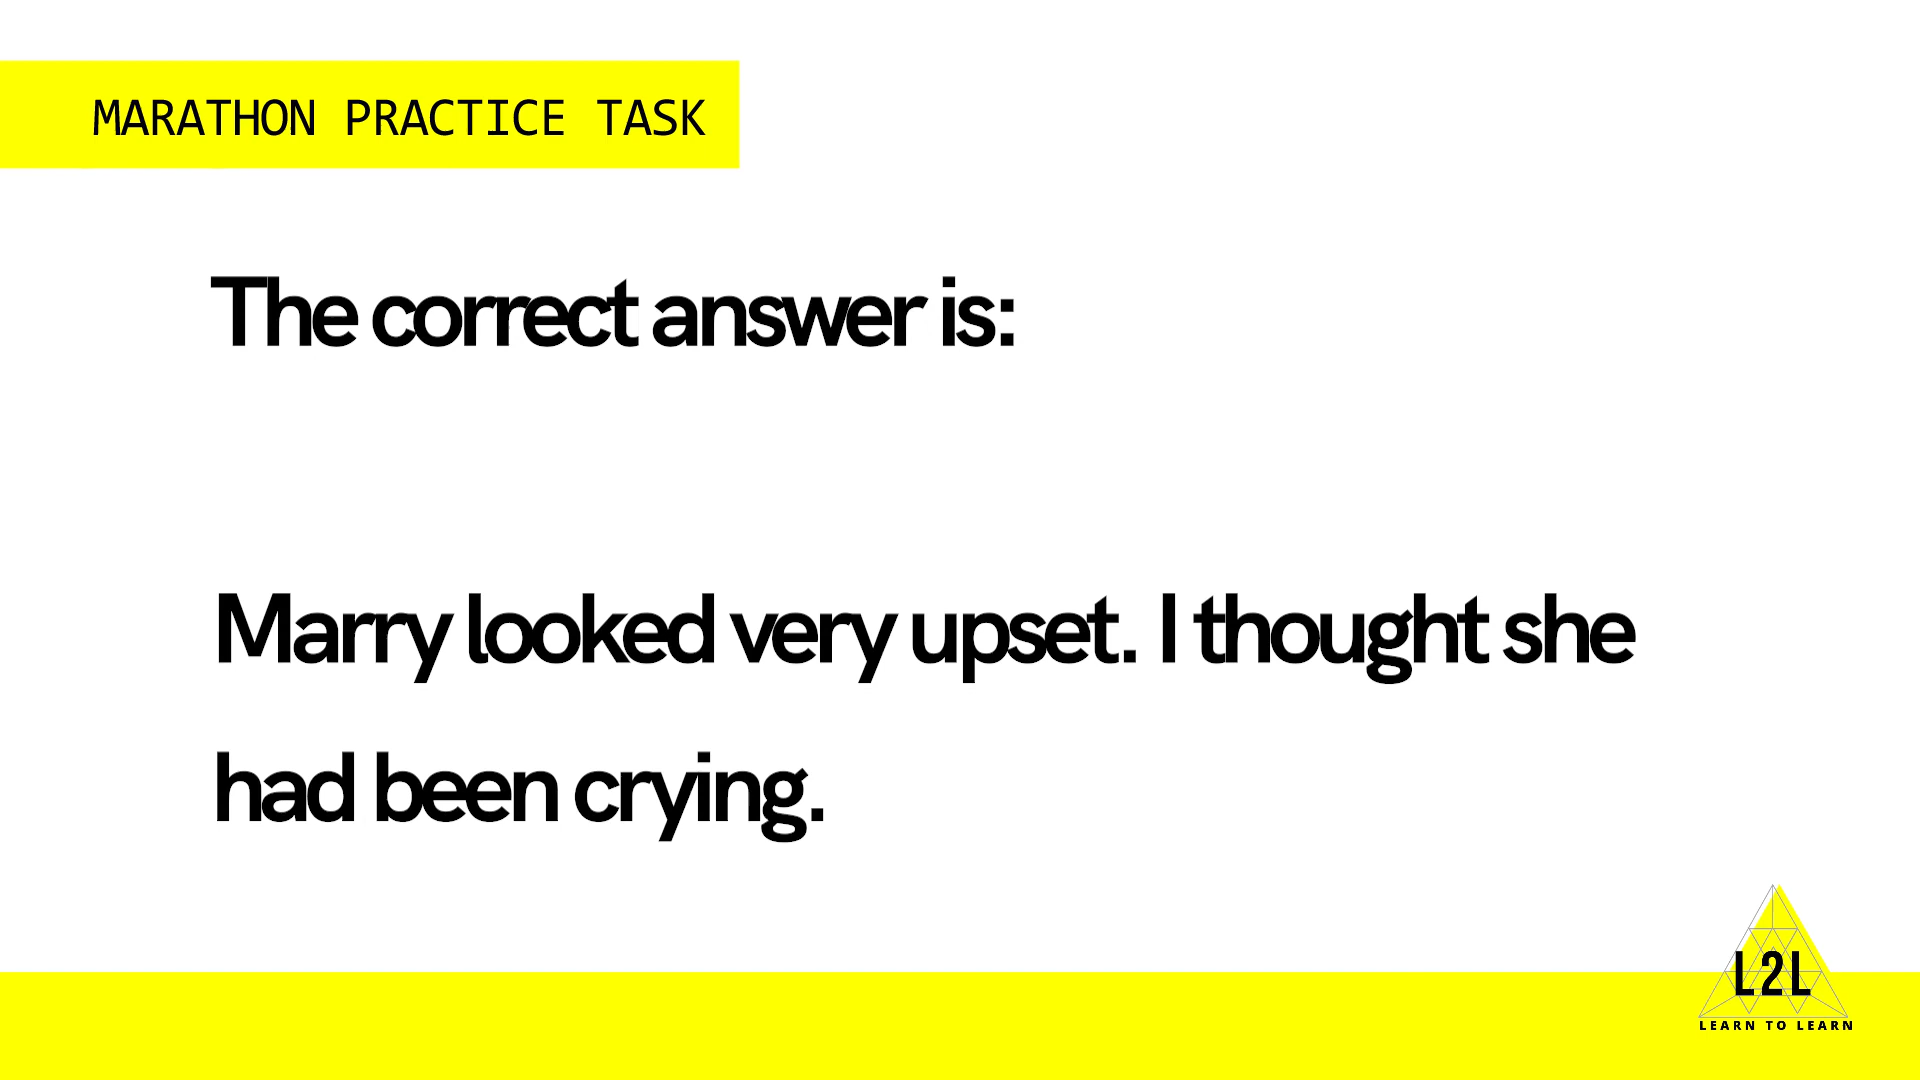 MARATHON PRACTICE TASK
The correct answer is:
Marry looked very upset. I thought she
had been crying.
L2L
LEARN TO LEARN